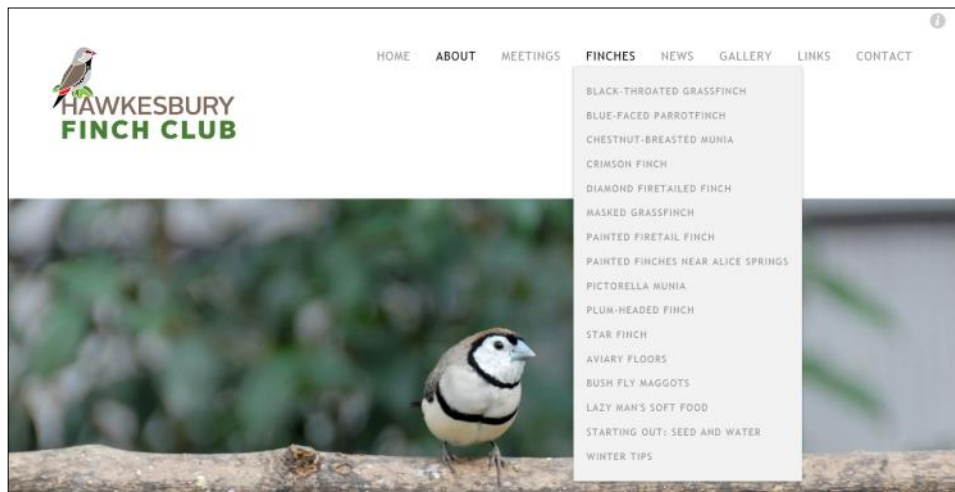 HOME ABOUT MEETINGS FINCHES NEWS GALLERY LINKS CONTACT
HAWKESBURY
FINCH CLUB
BLACK-THROATED GRASSFINCH
BLUE-FACED PARROTFINCH
CHESTNUT-BREASTED MUNIA
CRIMSON FINCH
DIAMOND FIRETAILED FINCH
MASKED GRASSFINCH
PAINTED FIRETAIL FINCH
PAINTED FINCHES NEAR ALICE SPRINGS
PICTORELLA MUNIA
PLUM-HEADED FINCH
STAR FINCH
AVIARY FLOORS
BUSH FLY MAGGOTS
LAZY MAN'S SOFT FOOD
STARTING OUT: SEED AND WATER
WINTER TIPS